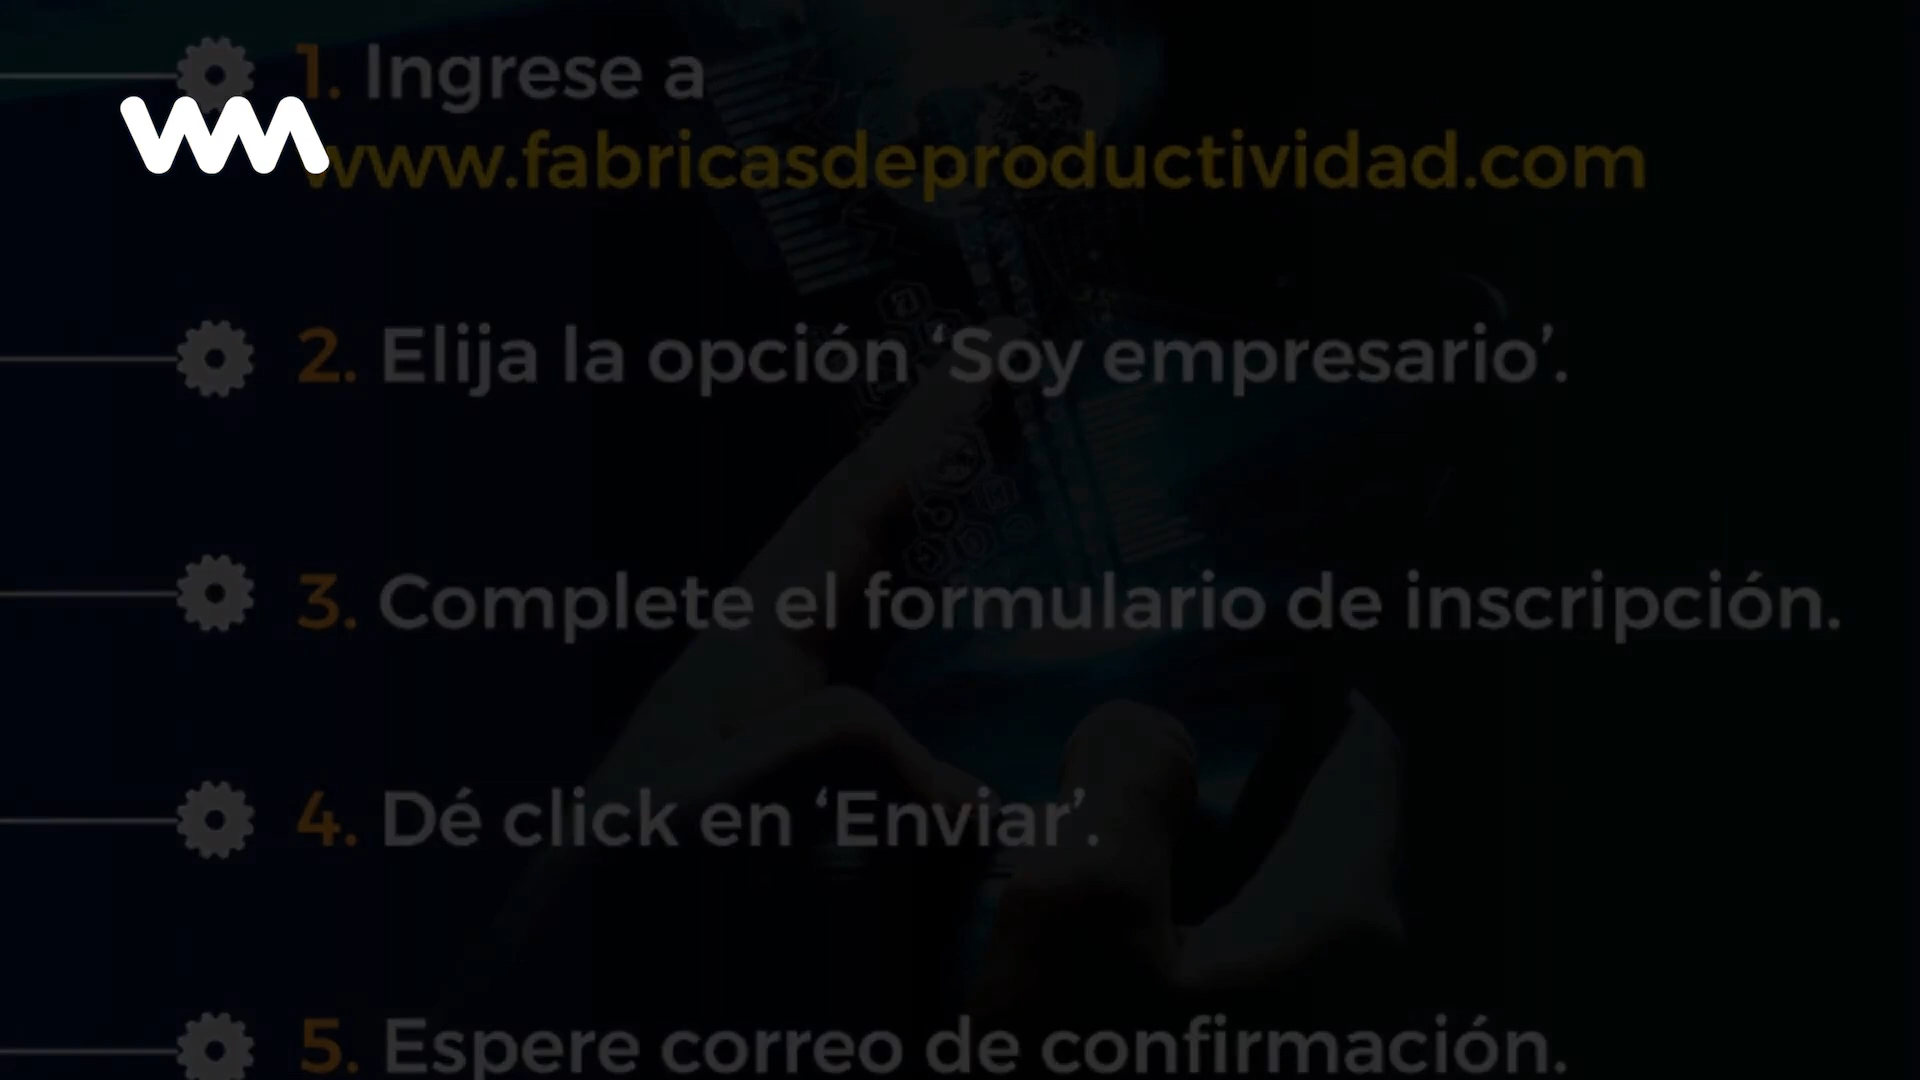 1. Ingrese a
www.fabricasdeproductividad.com
2. Elija la opción ‘Soy empresario’.
3. Complete el formulario de inscripción.
4. Dé click en ‘Enviar’.
5. Espere correo de confirmación.